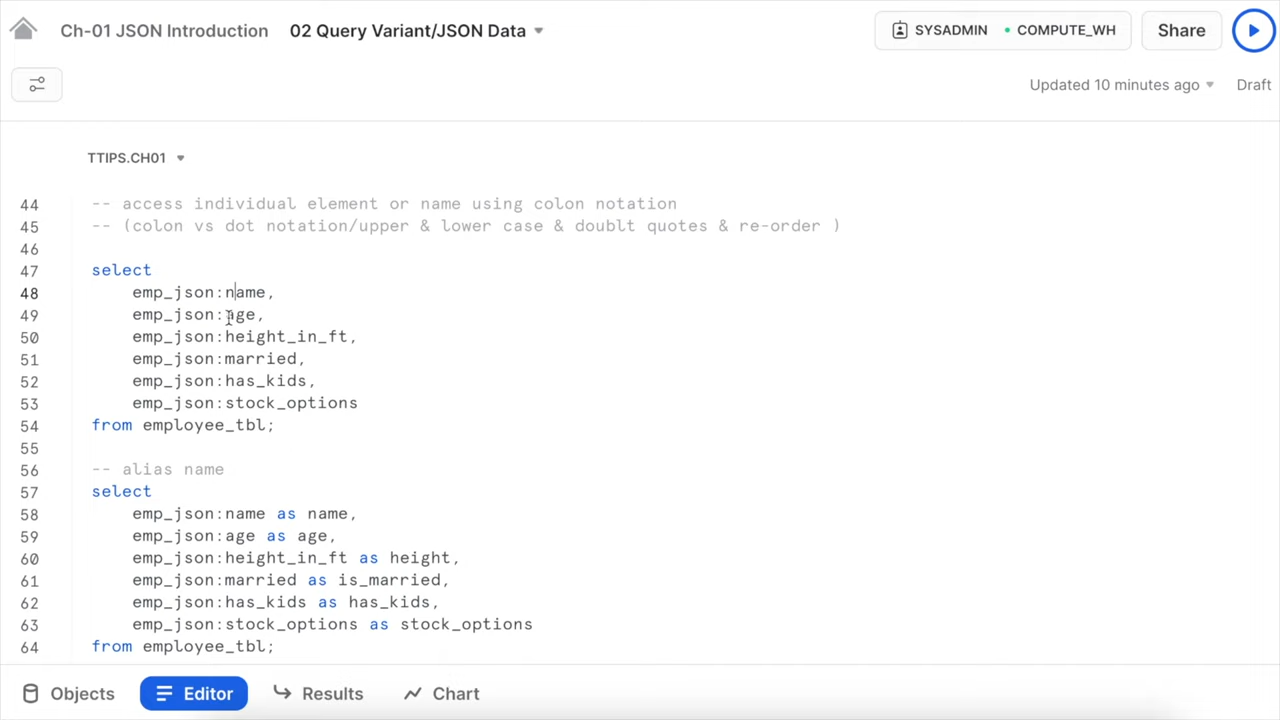 Ch-01 JSON Introduction 02 Query Variant/JSON Data SYSADMIN COMPUTE_WH Share
Updated 10 minutes ago Draft
TTIPS.CH01
44 -- access individual element or name using colon notation
45 -- (colon vs dot notation/upper & lower case & doublt quotes & re-order )
46
47 select
48 emp_json:name,
49 emp_json:age,
50 emp_json:height_in_ft,
51 emp_json:married,
52 emp_json:has_kids,
53 emp_json:stock_options
54 from employee_tbl;
55
56 -- alias name
57 select
58 emp_json:name as name,
59 emp_json:age as age,
60 emp_json:height_in_ft as height,
61 emp_json:married as is_married,
62 emp_json:has_kids as has_kids,
63 emp_json:stock_options as stock_options
64 from employee_tbl;
Objects Editor Results Chart